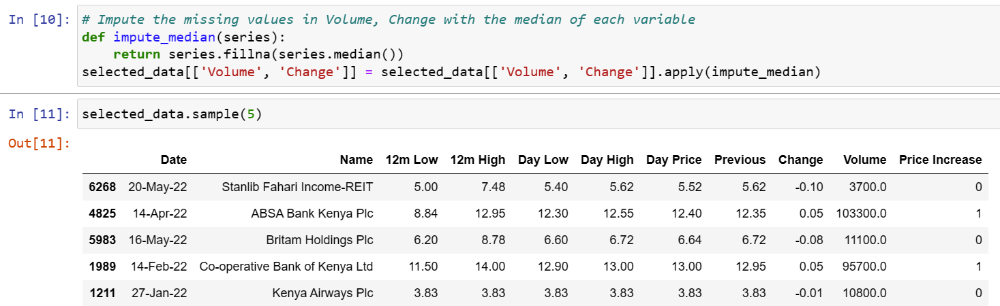 In [10]: # Impute the missing values in Volume, Change with the median of each variable
def impute_median(series):
    return series.fillna(series.median())
selected_data[['Volume', 'Change']] = selected_data[['Volume', 'Change']].apply(impute_median)
In [11]: selected_data.sample(5)
Out[11]:
Date Name 12m Low 12m High Day Low Day High Day Price Previous Change Volume Price Increase
6268 20-May-22 Stanlib Fahari Income-REIT 5.00 7.48 5.40 5.62 5.52 5.62 -0.10 3700.0 0
4825 14-Apr-22 ABSA Bank Kenya Plc 8.84 12.95 12.30 12.55 12.40 12.35 0.05 103300.0 1
5983 16-May-22 Britam Holdings Plc 6.20 8.78 6.60 6.72 6.64 6.72 -0.08 11100.0 0
1989 14-Feb-22 Co-operative Bank of Kenya Ltd 11.50 14.00 12.90 13.00 13.00 12.95 0.05 95700.0 1
1211 27-Jan-22 Kenya Airways Plc 3.83 3.83 3.83 3.83 3.83 3.83 -0.01 10800.0 0